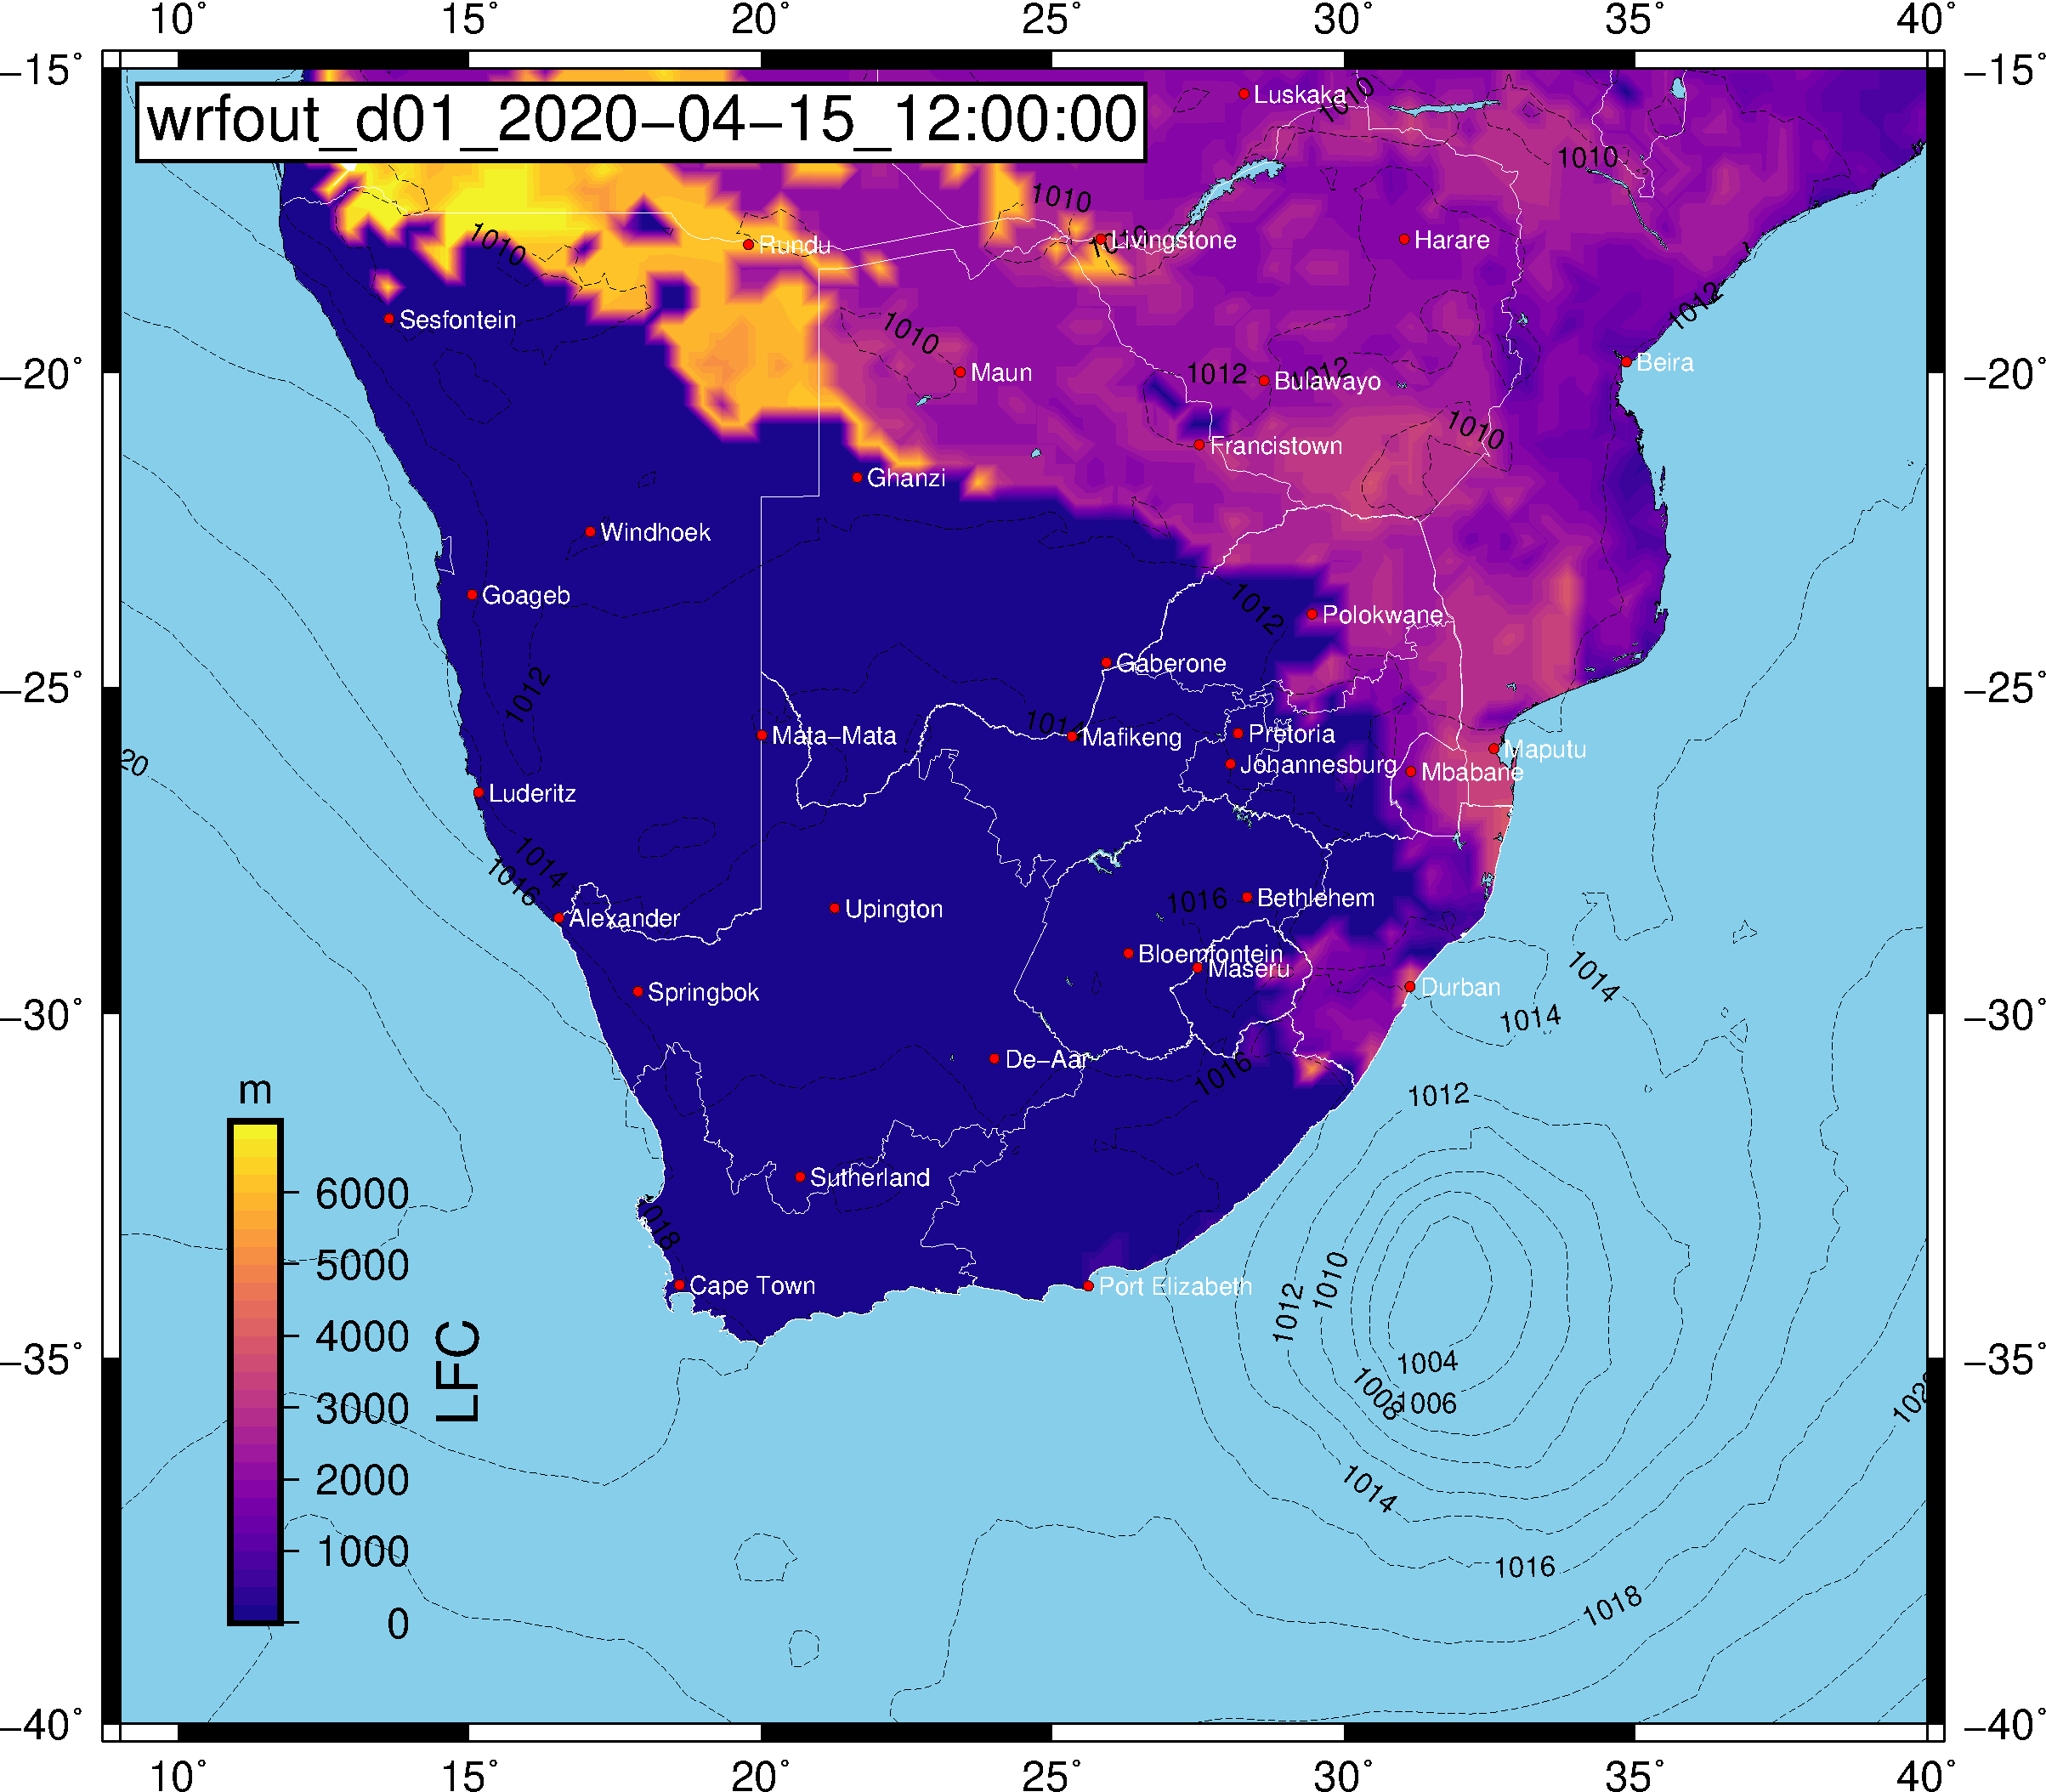 10° 15° 20° 25° 30° 35° 40°
−15° −15°
wrfout_d01_2020−04−15_12:00:00
Luskaka
1010
1010
1010
1010
Rundu
1010
Livingstone
Harare
Sesfontein
1012
1010
Maun
1012
1012
Bulawayo
Beira
−20° −20°
1010
Francistown
Ghanzi
Windhoek
Goageb
1012
Polokwane
Gaberone
−25° −25°
1012
1014
Mata−Mata
Mafikeng
Pretoria
Maputu
20
Johannesburg
Mbabane
Luderitz
1014
1016
Bethlehem
1016
Upington
Alexander
Bloemfontein
Maseru
1014
Springbok
Durban
−30° −30°
1014
De−Aar
1016
1012
m
Sutherland
6000
1018
5000
Cape Town
Port Elizabeth
1010
1012
4000
LFC
−35° −35°
1004
3000
1008
1006
102
2000
1014
1000
1016
1018
0
−40° −40°
10° 15° 20° 25° 30° 35° 40°